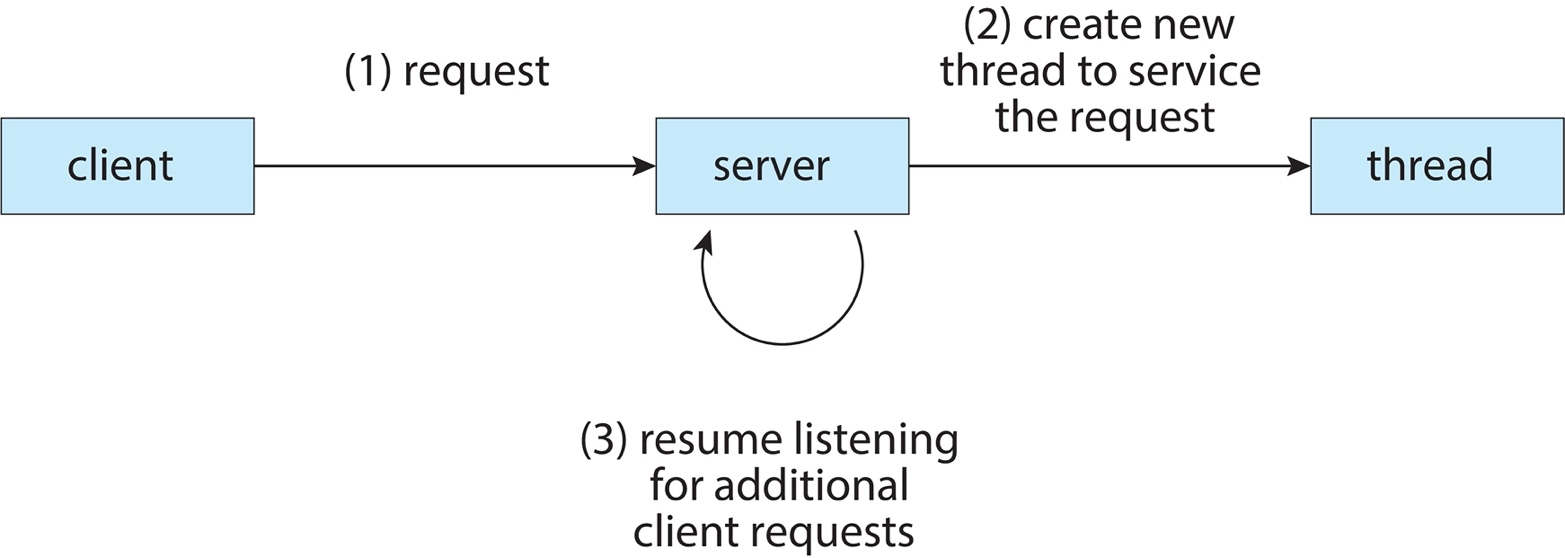 (1) request
(2) create new
thread to service
the request
client
server
thread
(3) resume listening
for additional
client requests